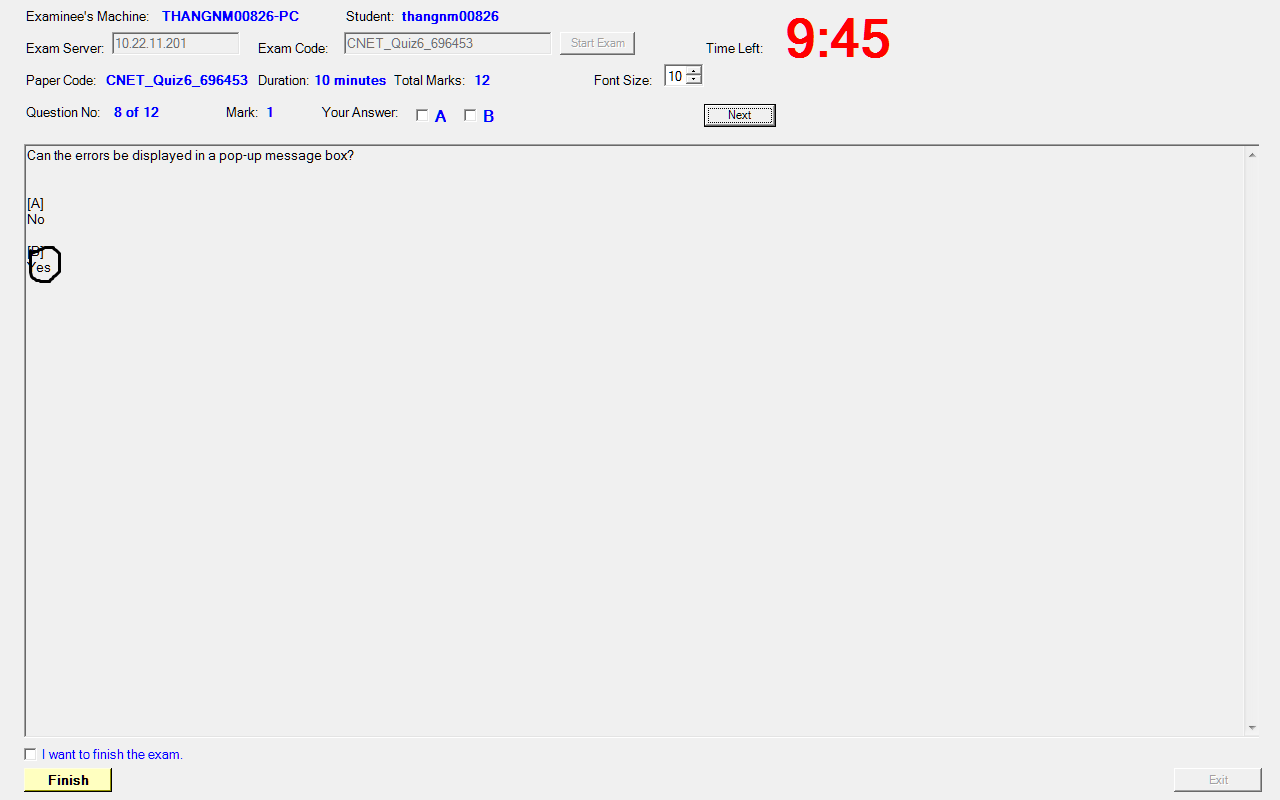 Examinee's Machine: THANGNM00826-PC Student: thangnm00826
Exam Server: 10.22.11.201 Exam Code: CNET_Quiz6_696453 Start Exam Time Left: 9:45
Paper Code: CNET_Quiz6_696453 Duration: 10 minutes Total Marks: 12 Font Size: 10
Question No: 8 of 12 Mark: 1 Your Answer: A B Next
Can the errors be displayed in a pop-up message box?
[A]
No
[B]
Yes
I want to finish the exam.
Finish Exit